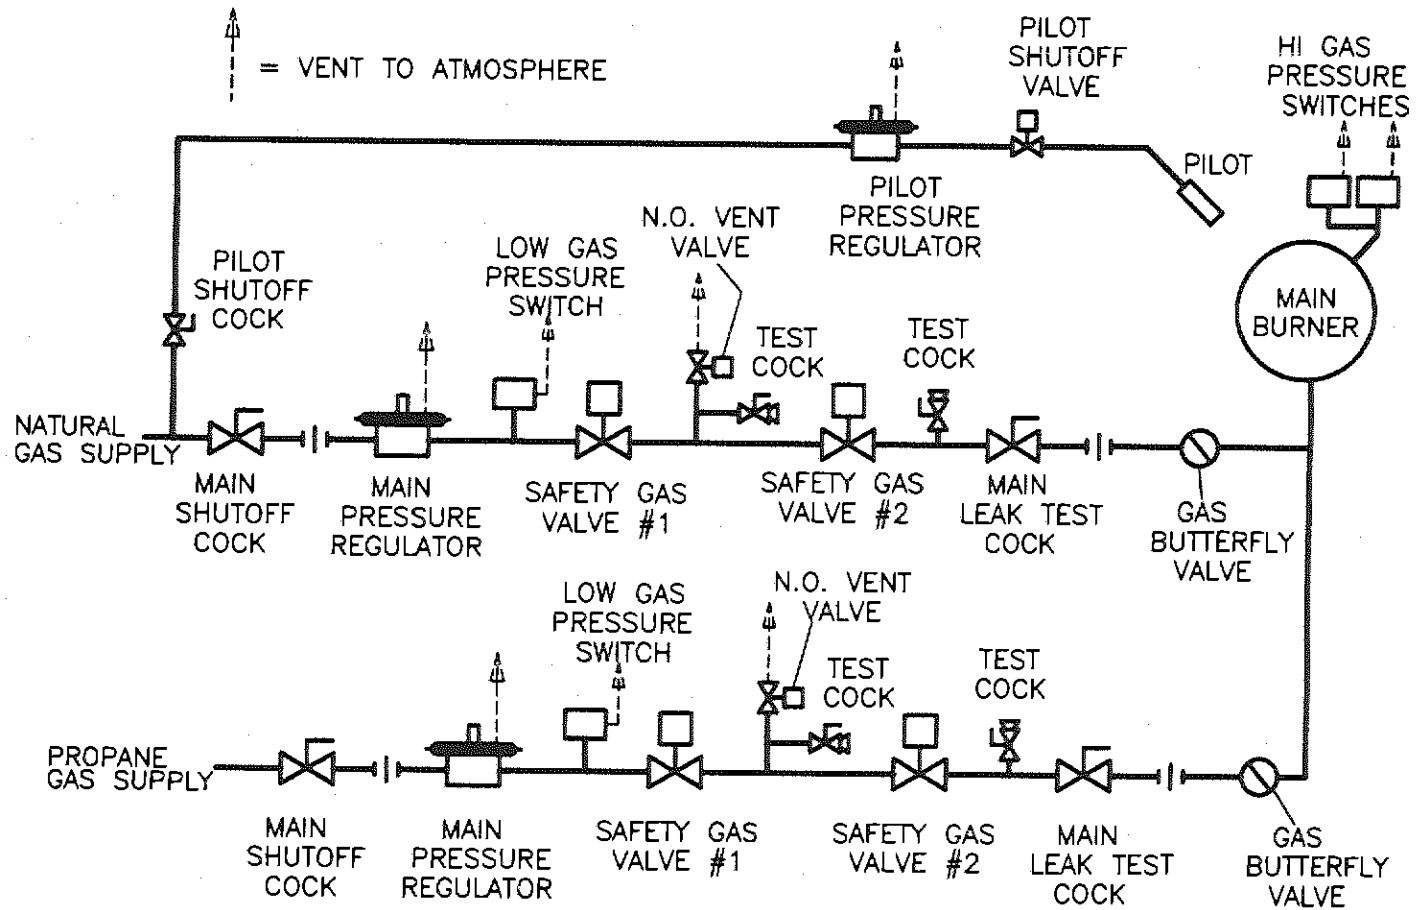 = VENT TO ATMOSPHERE
PILOT
SHUTOFF
VALVE
HI GAS
PRESSURE
SWITCHES
PILOT
PILOT
PRESSURE
REGULATOR
N.O. VENT
VALVE
LOW GAS
PRESSURE
SWITCH
PILOT
SHUTOFF
COCK
TEST
COCK
TEST
COCK
MAIN
BURNER
NATURAL
GAS SUPPLY
MAIN
SHUTOFF
COCK
MAIN
PRESSURE
REGULATOR
SAFETY GAS
VALVE #1
SAFETY GAS
VALVE #2
MAIN
LEAK TEST
COCK
GAS
BUTTERFLY
VALVE
LOW GAS
PRESSURE
SWITCH
N.O. VENT
VALVE
TEST
COCK
TEST
COCK
PROPANE
GAS SUPPLY
MAIN
SHUTOFF
COCK
MAIN
PRESSURE
REGULATOR
SAFETY GAS
VALVE #1
SAFETY GAS
VALVE #2
MAIN
LEAK TEST
COCK
GAS
BUTTERFLY
VALVE